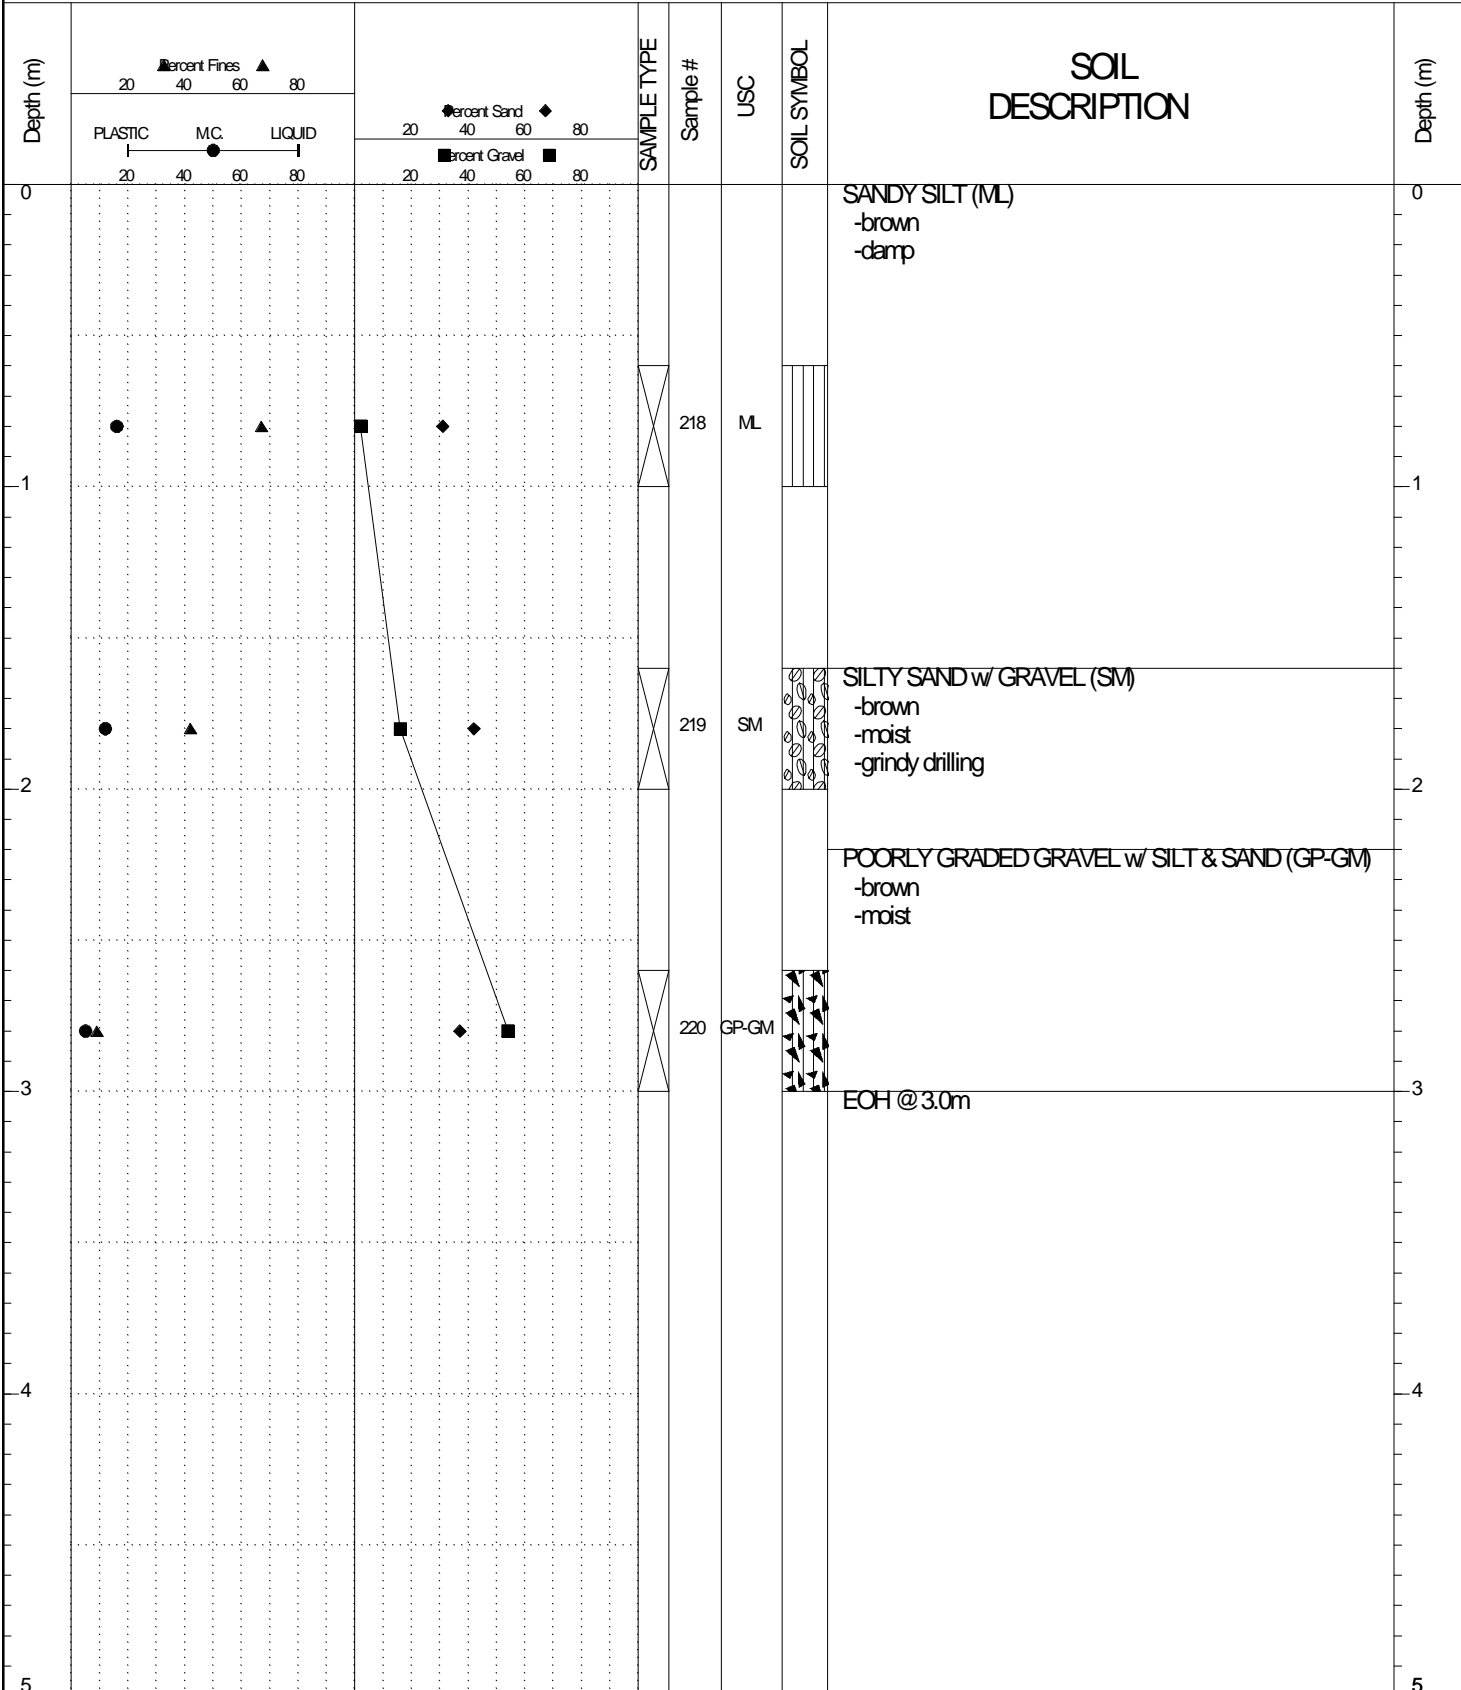 Depth (m)
Percent Fines
20 40 60 80
PLASTIC M.C. LIQUID
20 40 60 80
Percent Sand
20 40 60 80
Percent Gravel
20 40 60 80
SAMPLE TYPE
Sample #
USC
SOIL SYMBOL
SOIL
DESCRIPTION
Depth (m)
0 SANDY SILT (ML) 0
-brown
-damp
218 ML
1 1
SILTY SAND w/ GRAVEL (SM)
-brown
219 SM -moist
-grindy drilling
2 2
POORLY GRADED GRAVEL w/ SILT & SAND (GP-GM)
-brown
-moist
220 GP-GM
3 3
EOH @ 3.0m
4 4
5 5